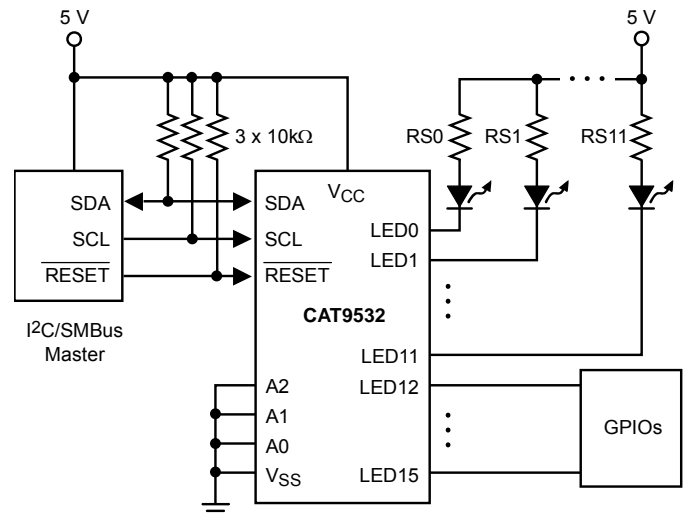 5 V
5 V
3 x 10kΩ
RS0
RS1
RS11
VCC
SDA
SDA
SCL
SCL
RESET
RESET
LED0
LED1
CAT9532
I2C/SMBus
Master
LED11
A2
LED12
A1
A0
GPIOs
VSS
LED15